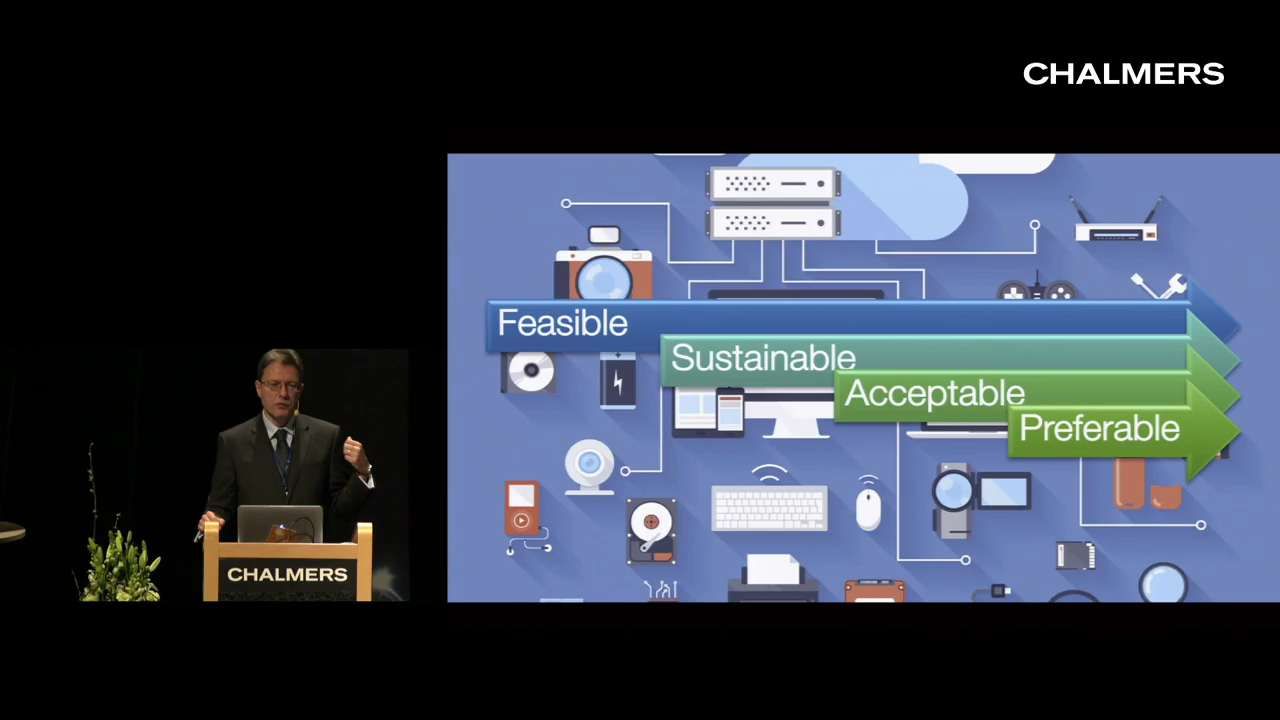 CHALMERS
Feasible
Sustainable
Acceptable
Preferable
CHALMERS